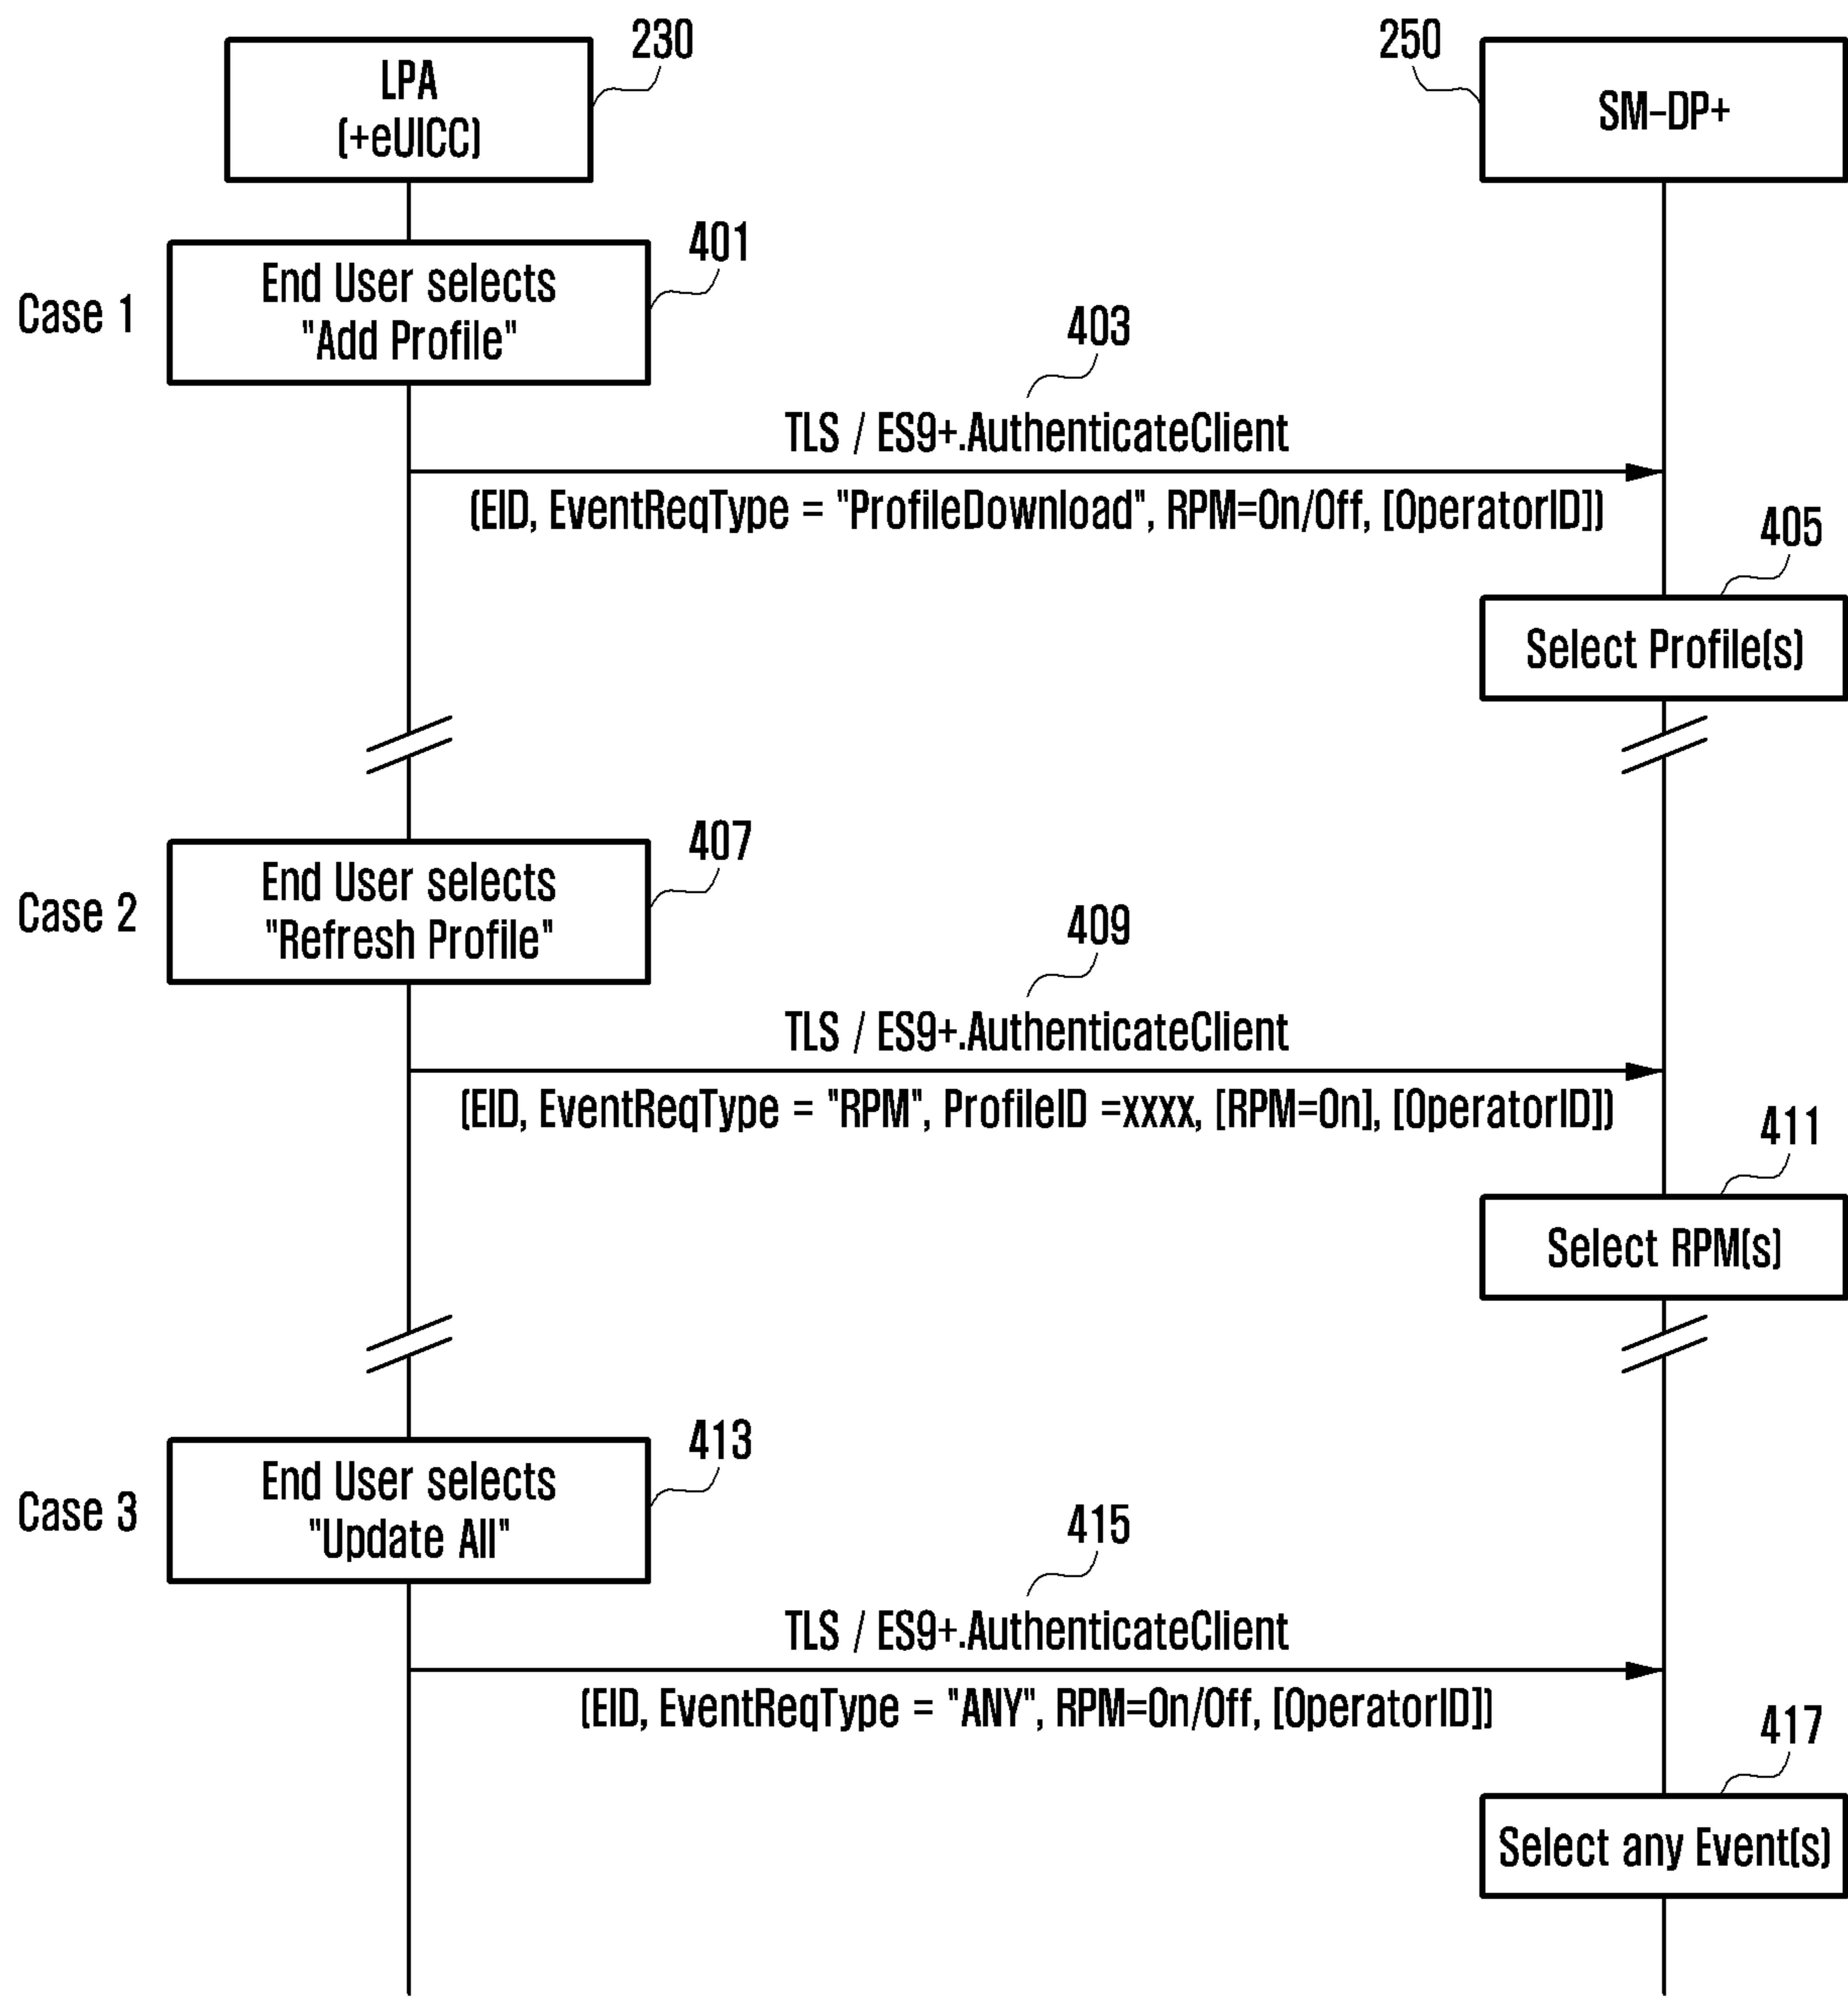 230
250
LPA
(+eUICC)
SM-DP+
401
Case 1
End User selects
"Add Profile"
403
TLS / ES9+.AuthenticateClient
(EID, EventReqType = "ProfileDownload", RPM=On/Off, [OperatorID])
405
Select Profile(s)
407
Case 2
End User selects
"Refresh Profile"
409
TLS / ES9+.AuthenticateClient
(EID, EventReqType = "RPM", ProfileID =xxxx, [RPM=On], [OperatorID])
411
Select RPM(s)
413
Case 3
End User selects
"Update All"
415
TLS / ES9+.AuthenticateClient
(EID, EventReqType = "ANY", RPM=On/Off, [OperatorID])
417
Select any Event(s)